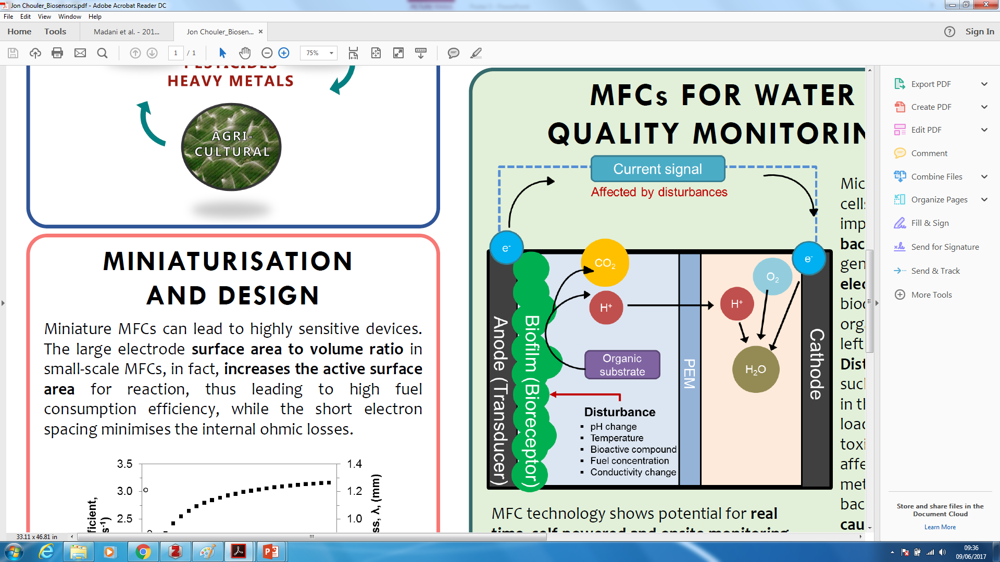 Jon Chouler_Biosensors.pdf - Adobe Acrobat Reader DC
File Edit View Window Help
Home Tools Madani et al. - 201... Jon Chouler_Biosen... ×
1 / 1 75%
Sign In
PESTICIDES
HEAVY METALS
AGRI-
CULTURAL
MINIATURISATION
AND DESIGN
Miniature MFCs can lead to highly sensitive devices.
The large electrode surface area to volume ratio in
small-scale MFCs, in fact, increases the active surface
area for reaction, thus leading to high fuel
consumption efficiency, while the short electron
spacing minimises the internal ohmic losses.
3.5
3.0
2.5
1.4
1.2
1.0
ficient,
s-1)
ss, λ, (mm)
MFCs FOR WATER
QUALITY MONITORIN
Current signal
Affected by disturbances
e-
CO2
H+
Organic
substrate
Anode (Transducer)
Biofilm (Bioreceptor)
PEM
H+
O2
e-
H2O
Cathode
Disturbance
▪ pH change
▪ Temperature
▪ Bioactive compound
▪ Fuel concentration
▪ Conductivity change
MFC technology shows potential for real
time, self-powered and onsite monitoring
Mic
cell
imp
bac
gen
elec
bioc
org
left
Dist
suc
in th
load
toxi
affe
met
bac
cau
Export PDF
Create PDF
Edit PDF
Comment
Combine Files
Organize Pages
Fill & Sign
Send for Signature
Send & Track
More Tools
Store and share files in the
Document Cloud
Learn More
33.11 x 46.81 in
09:36
09/06/2017